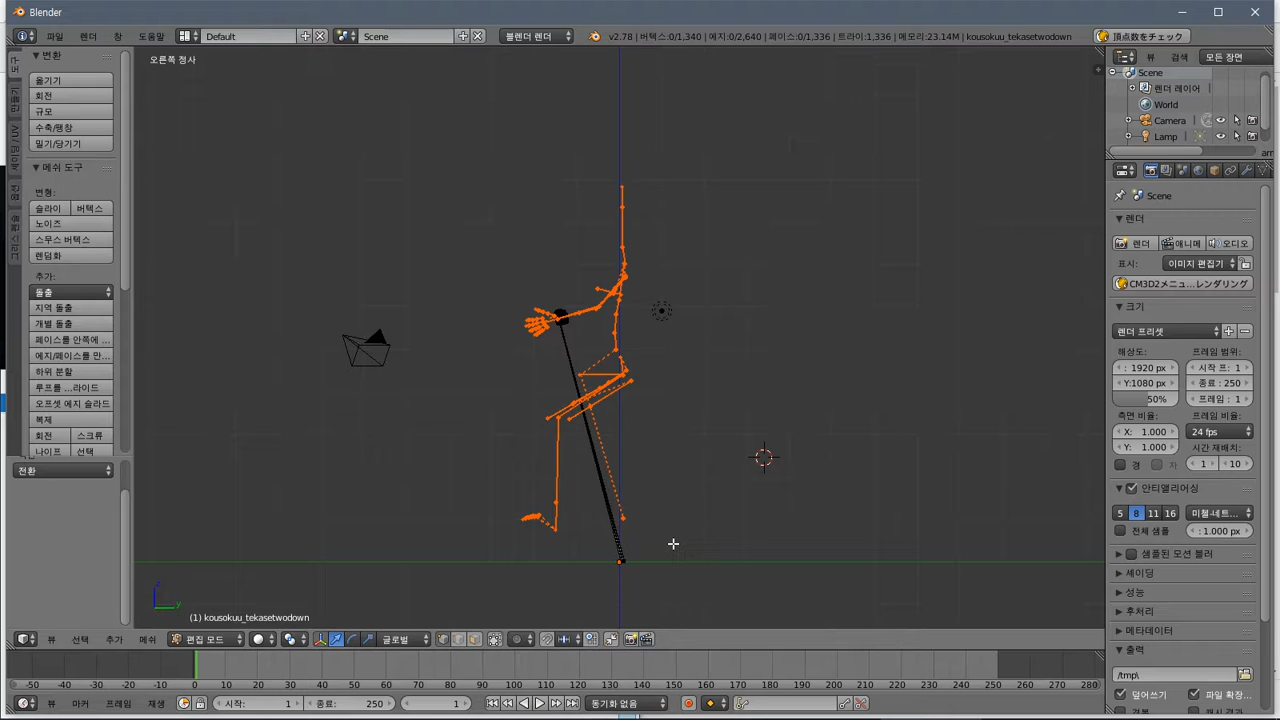 Blender
파일 렌더 창 도움말 Default Scene 블렌더 렌더 v2.78 | 버텍스:0/1,340 | 에지:0/2,640 | 페이스:0/1,336 | 트라이:1,336 | 메모리:23.14M | kousokuu_tekasetwodown 頂点数をチェック
변환
옮기기
회전
규모
수축/팽창
밀기/당기기
메쉬 도구
변형:
슬라이 버텍스
노이즈
스무스 버텍스
렌덤화
추가:
돌출
지역 돌출
개별 돌출
페이스를 안쪽에 ...
에지/페이스를 만...
하위 분할
루프를 ...라이드
오프셋 에지 슬라드
복제
회전 스크류
나이프 선택
전환
오른쪽 정사
(1) kousokuu_tekasetwodown
z
y
뷰 선택 추가 메쉬 편집 모드 글로벌
-50 -40 -30 -20 -10 0 10 20 30 40 50 60 70 80 90 100 110 120 130 140 150 160 170 180 190 200 210 220 230 240 250 260 270 280
뷰 마커 프레임 재생 시작: 1 종료: 250 1 동기화 없음
뷰 검색 모든 장면
Scene
렌더 레이어
World
Camera
Lamp
Scene
렌더
렌더 애니메 오디오
표시: 이미지 편집기
CM3D2メニュ...レンダリング
크기
렌더 프리셋
해상도: 프레임 범위:
: 1920 px 시작 프: 1
Y:1080 px 종료 : 250
50% 프레임 : 1
측면 비율: 프레임 비율:
X: 1.000 24 fps
Y: 1.000 시간 재배치:
경 자 1 10
안티앨리어싱
5 8 11 16 미첼-네트...
전체 샘플 : 1.000 px
샘플된 모션 블러
셰이딩
성능
후처리
메타데이터
출력
/tmp\
덮어쓰기 파일 확장...